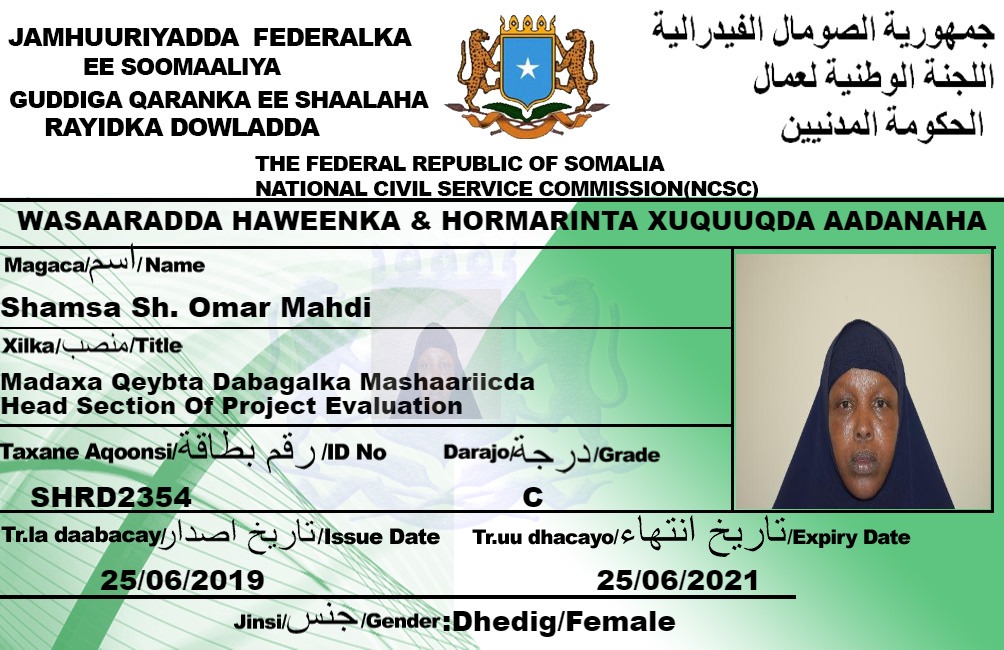 JAMHUURIYADDA FEDERALKA
EE SOOMAALIYA
GUDDIGA QARANKA EE SHAALAHA
RAYIDKA DOWLADDA
جمهورية الصومال الفيدرالية
اللجنة الوطنية لعمال
الحكومة المدنيين
THE FEDERAL REPUBLIC OF SOMALIA
NATIONAL CIVIL SERVICE COMMISSION(NCSC)
WASAARADDA HAWEENKA & HORMARINTA XUQUUQDA AADANAHA
Magaca/اسم/Name
Shamsa Sh. Omar Mahdi
Xilka/منصب/Title
Madaxa Qeybta Dabagalka Mashaariicda
Head Section Of Project Evaluation
Taxane Aqoonsi/رقم بطاقة/ID No
SHRD2354
Darajo/درجة/Grade
C
Tr.la daabacay/تاريخ اصدار/Issue Date
25/06/2019
Tr.uu dhacayo/تاريخ انتهاء/Expiry Date
25/06/2021
Jinsi/جنس/Gender:Dhedig/Female